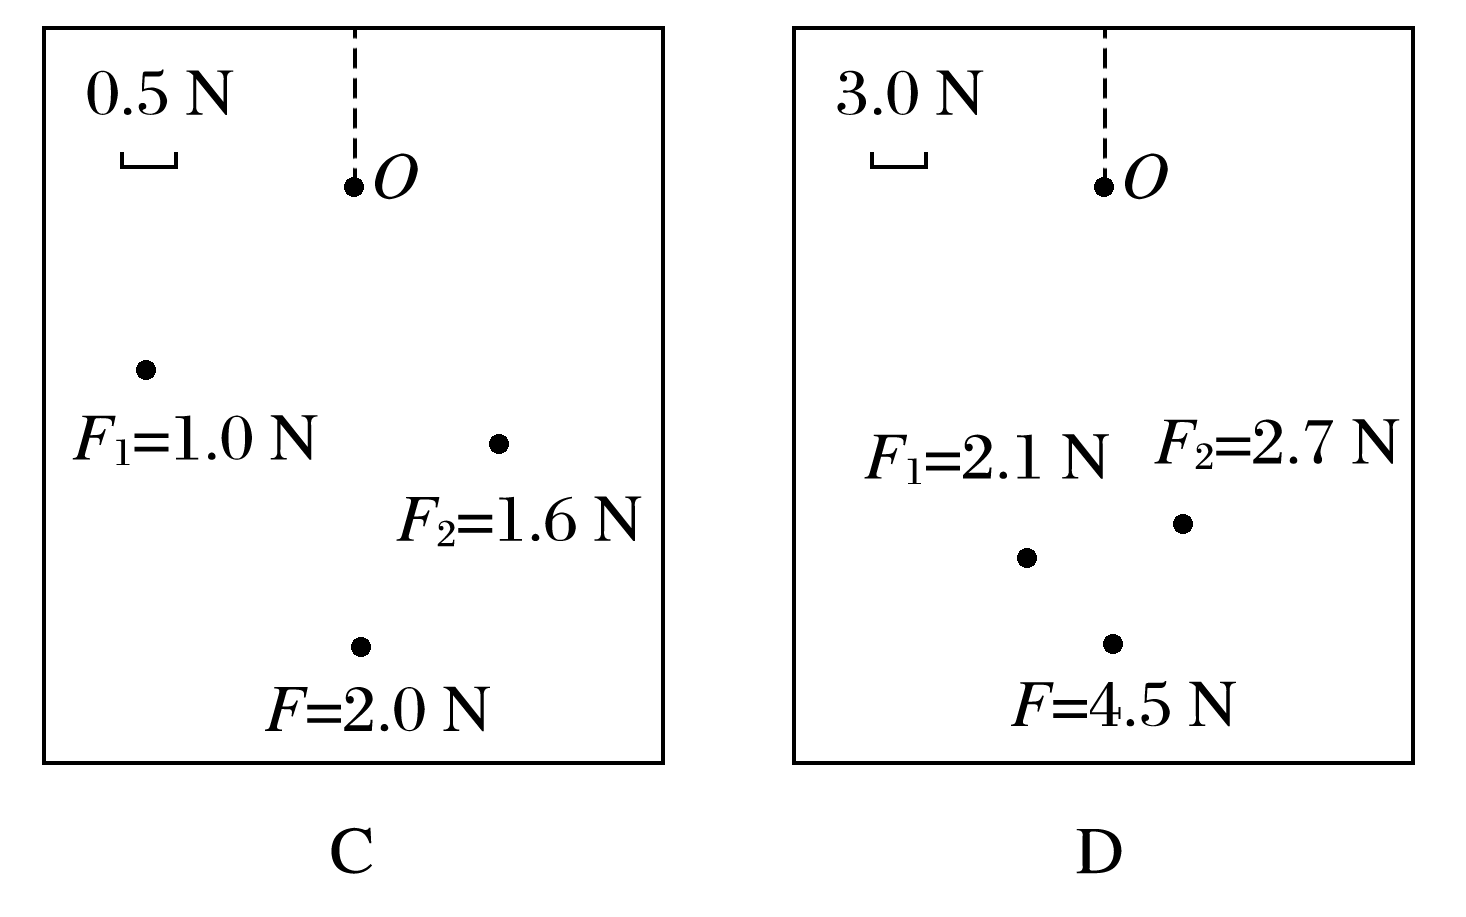 0.5 N
O
F₁=1.0 N
F₂=1.6 N
F=2.0 N
C
3.0 N
O
F₁=2.1 N
F₂=2.7 N
F=4.5 N
D